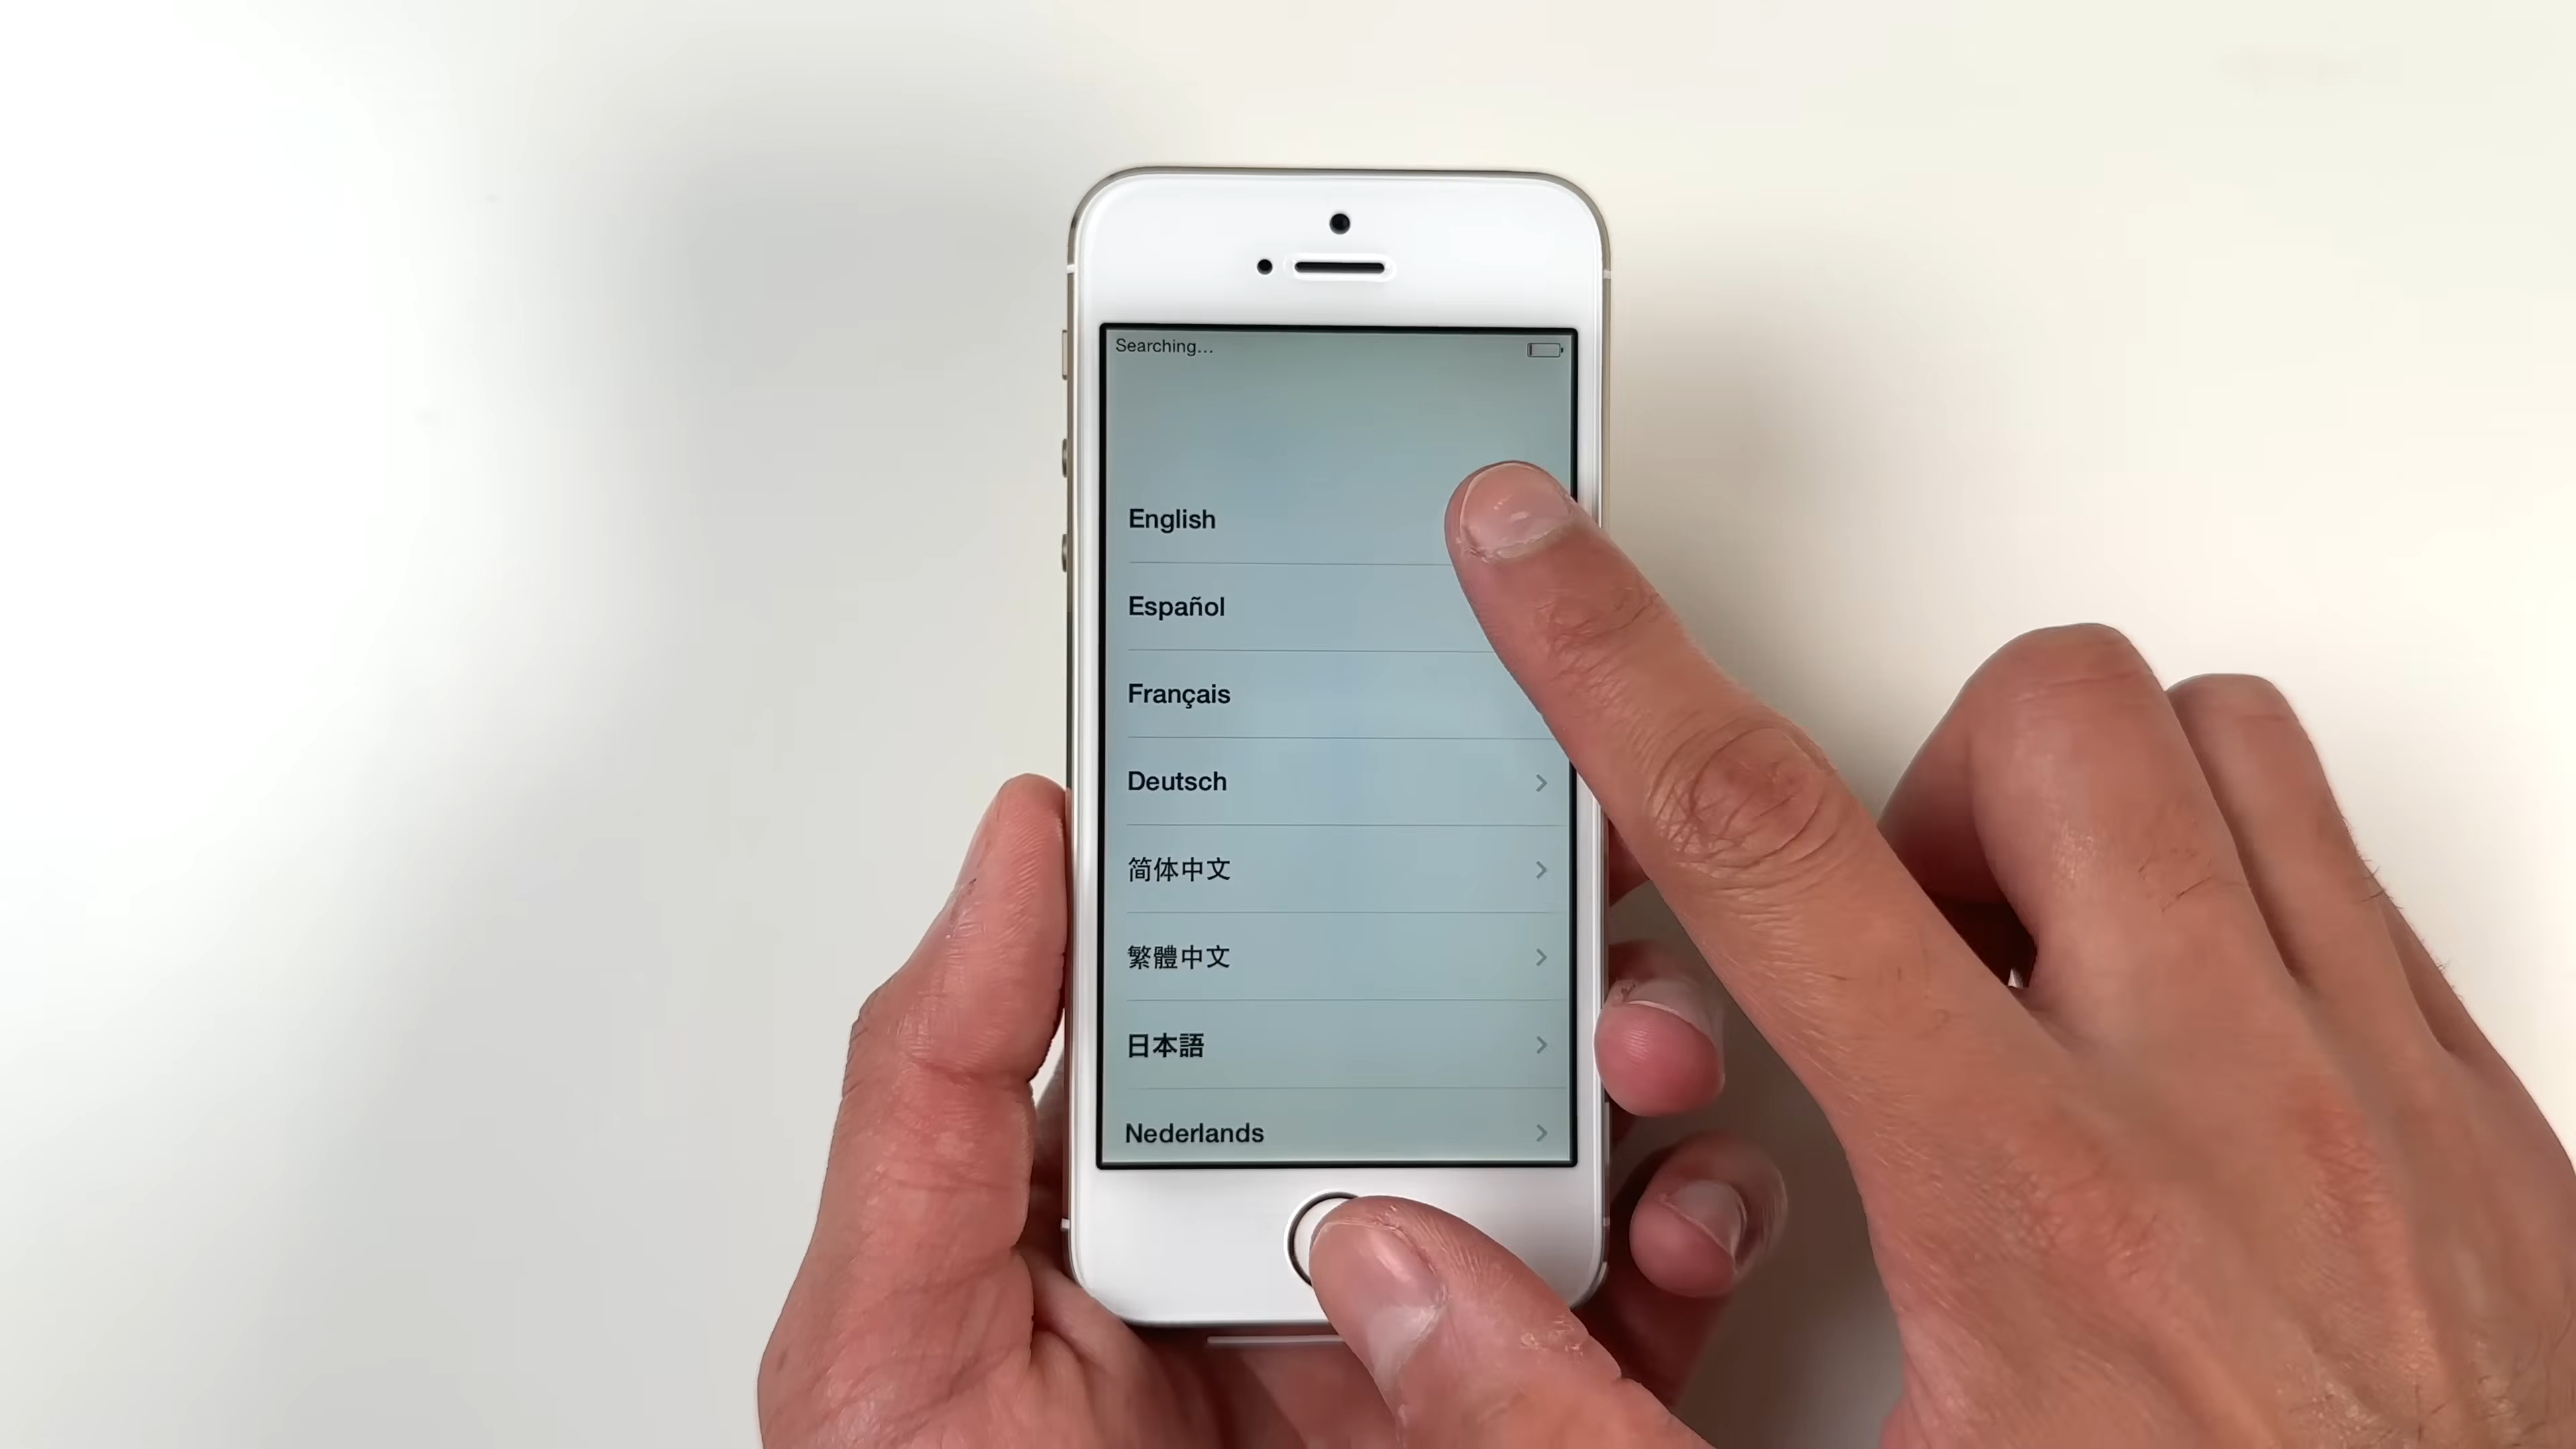 Searching...
English
Español
Français
Deutsch
简体中文
繁體中文
日本語
Nederlands